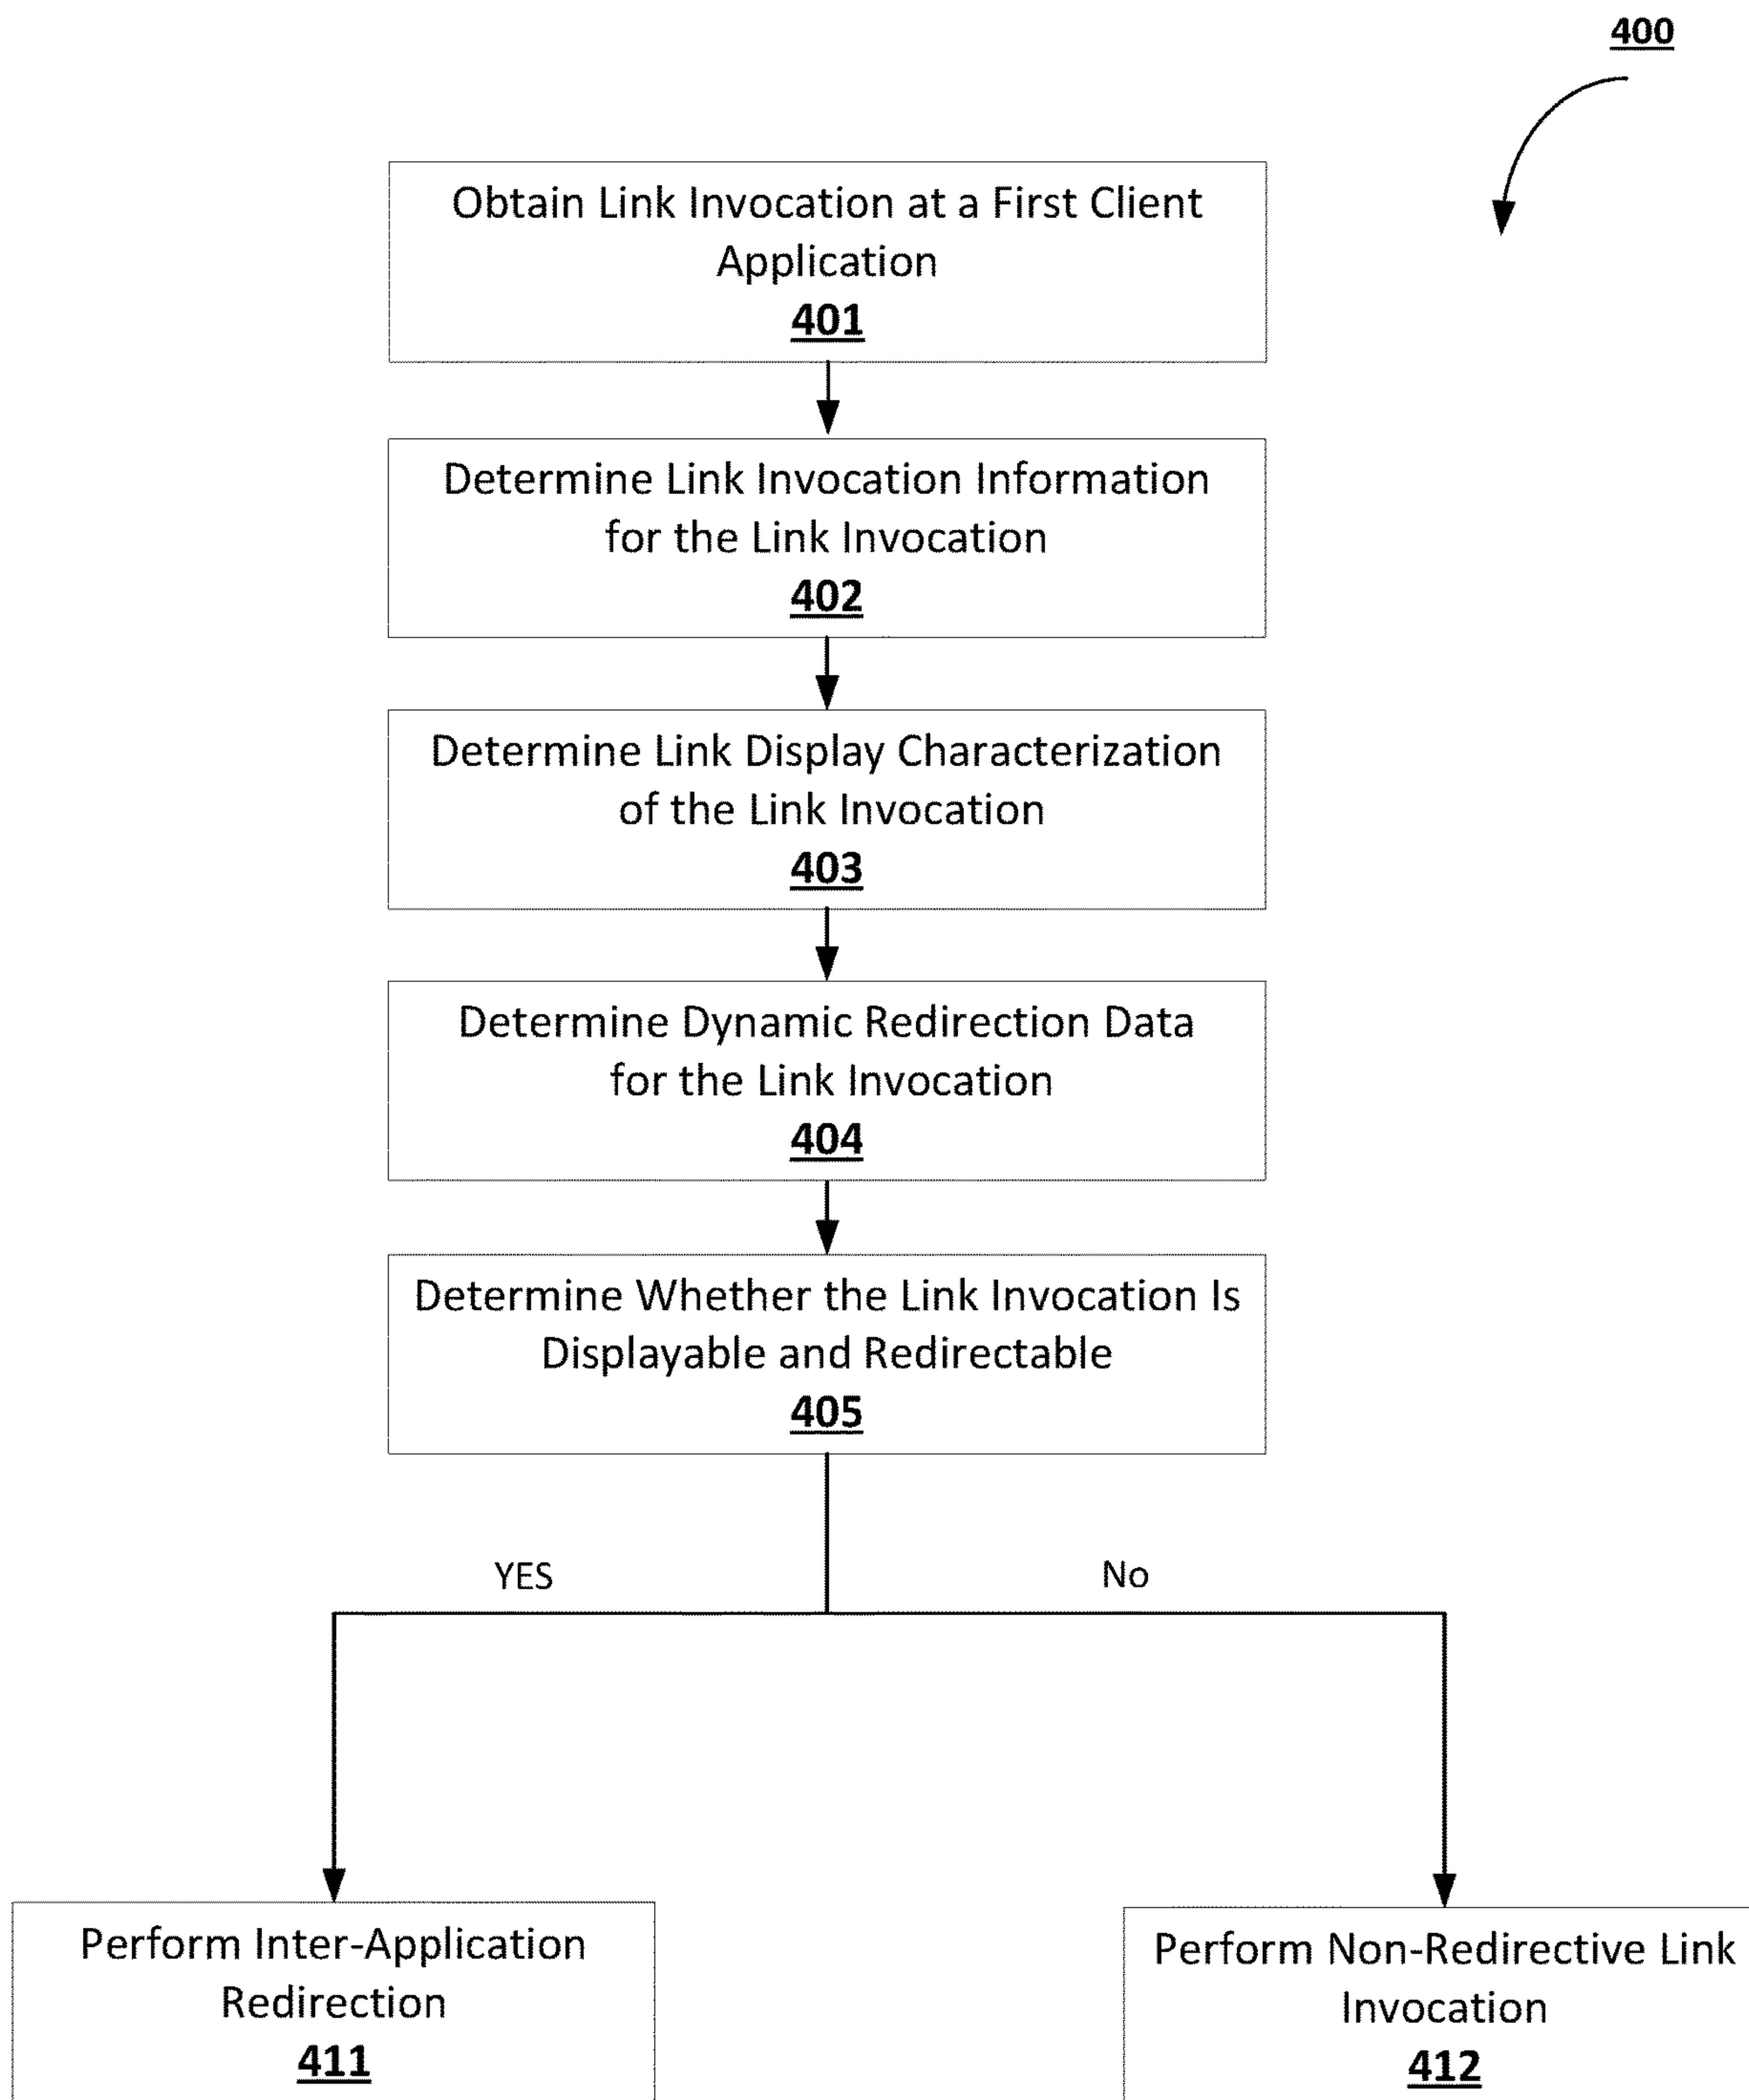 400
Obtain Link Invocation at a First Client
Application
401
Determine Link Invocation Information
for the Link Invocation
402
Determine Link Display Characterization
of the Link Invocation
403
Determine Dynamic Redirection Data
for the Link Invocation
404
Determine Whether the Link Invocation Is
Displayable and Redirectable
405
YES
No
Perform Inter-Application
Redirection
411
Perform Non-Redirective Link
Invocation
412